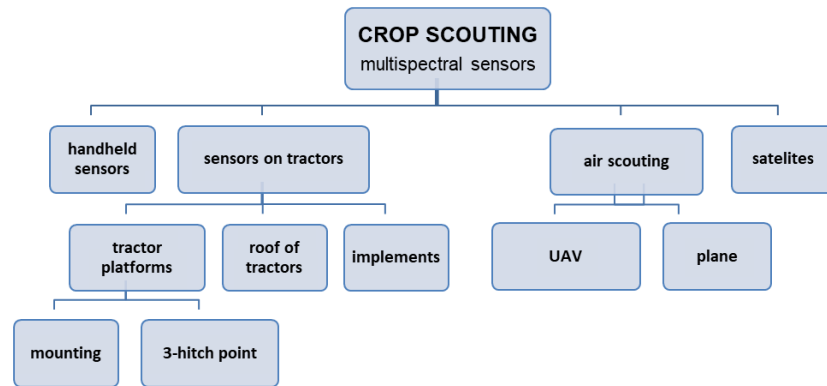 CROP SCOUTING
multispectral sensors
handheld
sensors
sensors on tractors
air scouting
satelites
tractor
platforms
roof of
tractors
implements
UAV
plane
mounting
3-hitch point